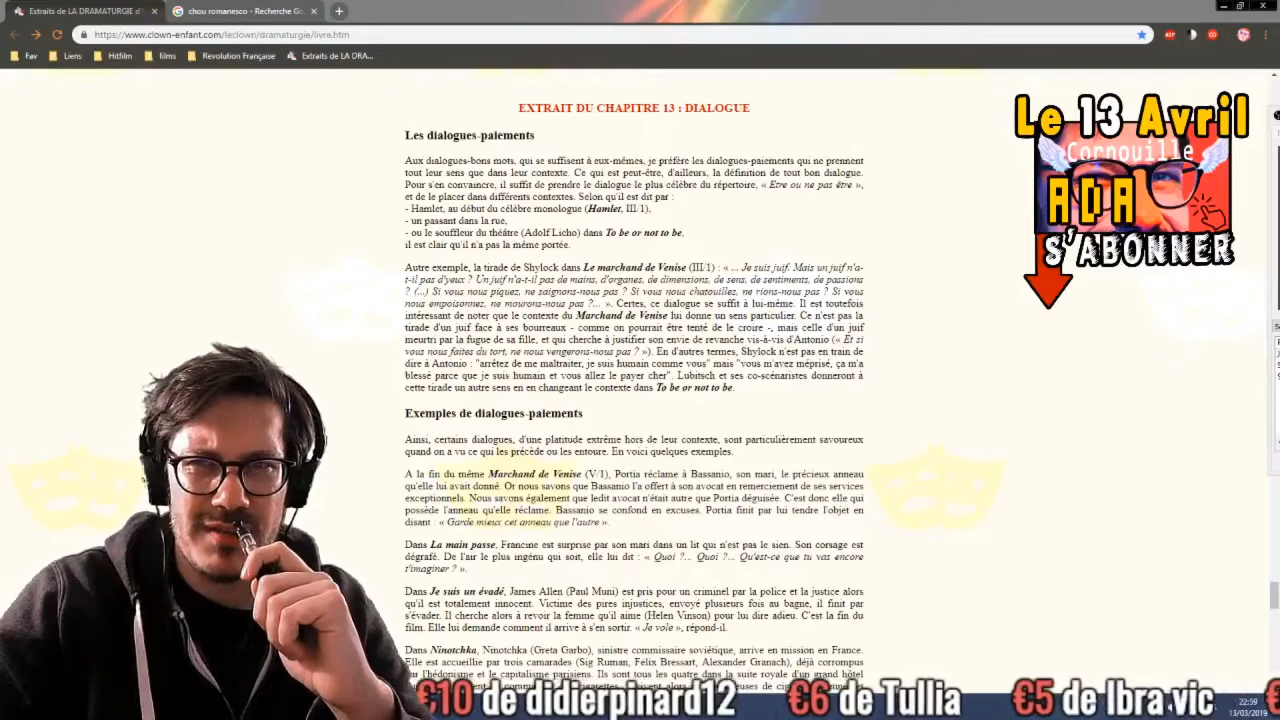 Extraits de LA DRAMATURGIE d'
chou romanesco - Recherche Go
https://www.clown-enfant.com/leclown/dramaturgie/livre.htm
Fav
Liens
Hitfilm
films
Revolution Française
Extraits de LA DRA...
EXTRAIT DU CHAPITRE 13 : DIALOGUE
Les dialogues-paiements
Aux dialogues-bons mots, qui se suffisent à eux-mêmes, je préfère les dialogues-paiements qui ne prennent
tout leur sens que dans leur contexte. Ce qui est peut-être, d'ailleurs, la définition de tout bon dialogue.
Pour s'en convaincre, il suffit de prendre le dialogue le plus célèbre du répertoire, « Etre ou ne pas être »,
et de le placer dans différents contextes. Selon qu'il est dit par :
- Hamlet, au début du célèbre monologue (Hamlet, III/1),
- un passant dans la rue,
- ou le souffleur du théâtre (Adolf Licho) dans To be or not to be,
il est clair qu'il n'a pas la même portée.
Autre exemple, la tirade de Shylock dans Le marchand de Venise (III/1) : « ... Je suis juif. Mais un juif n'a-
t-il pas d'yeux ? Un juif n'a-t-il pas de mains, d'organes, de dimensions, de sens, de sentiments, de passions
? (...) Si vous nous piquez, ne saignons-nous pas ? Si vous nous chatouillez, ne rions-nous pas ? Si vous
nous empoisonnez, ne mourons-nous pas ?... ». Certes, ce dialogue se suffit à lui-même. Il est toutefois
intéressant de noter que le contexte du Marchand de Venise lui donne un sens particulier. Ce n'est pas la
tirade d'un juif face à ses bourreaux - comme on pourrait être tenté de le croire -, mais celle d'un juif
meurtri par la fugue de sa fille, et qui cherche à justifier son envie de revanche vis-à-vis d'Antonio (« Et si
vous nous faites du tort, ne nous vengerons-nous pas ? »). En d'autres termes, Shylock n'est pas en train de
dire à Antonio : "arrêtez de me maltraiter, je suis humain comme vous" mais "vous m'avez méprisé, ça m'a
blessé parce que je suis humain et vous allez le payer cher". Lubitsch et ses co-scénaristes donneront à
cette tirade un autre sens en en changeant le contexte dans To be or not to be.
Exemples de dialogues-paiements
Ainsi, certains dialogues, d'une platitude extrême hors de leur contexte, sont particulièrement savoureux
quand on a vu ce qui les précède ou les entoure. En voici quelques exemples.
A la fin du même Marchand de Venise (V/1), Portia réclame à Bassanio, son mari, le précieux anneau
qu'elle lui avait donné. Or nous savons que Bassanio l'a offert à son avocat en remerciement de ses services
exceptionnels. Nous savons également que ledit avocat n'était autre que Portia déguisée. C'est donc elle qui
possède l'anneau qu'elle réclame. Bassanio se confond en excuses. Portia finit par lui tendre l'objet en
disant : « Garde mieux cet anneau que l'autre ».
Dans La main passe, Francine est surprise par son mari dans un lit qui n'est pas le sien. Son corsage est
dégrafé. De l'air le plus ingénu qui soit, elle lui dit : « Quoi ?... Quoi ?... Qu'est-ce que tu vas encore
t'imaginer ? ».
Dans Je suis un évadé, James Allen (Paul Muni) est pris pour un criminel par la police et la justice alors
qu'il est totalement innocent. Victime des pires injustices, envoyé plusieurs fois au bagne, il finit par
s'évader. Il cherche alors à revoir la femme qu'il aime (Helen Vinson) pour lui dire adieu. C'est la fin du
film. Elle lui demande comment il arrive à s'en sortir. « Je vole », répond-il.
Dans Ninotchka, Ninotchka (Greta Garbo), sinistre commissaire soviétique, arrive en mission en France.
Elle est accueillie par trois camarades (Sig Ruman, Felix Bressart, Alexander Granach), déjà corrompus
par l'hédonisme et le capitalisme parisiens. Ils sont tous les quatre dans la suite royale d'un grand hôtel
Le 13 Avril
Cornouille
ADA
S'ABONNER
€10 de didierpinard12
€6 de Tullia
€5 de Ibra vic
22:59
13/03/2019